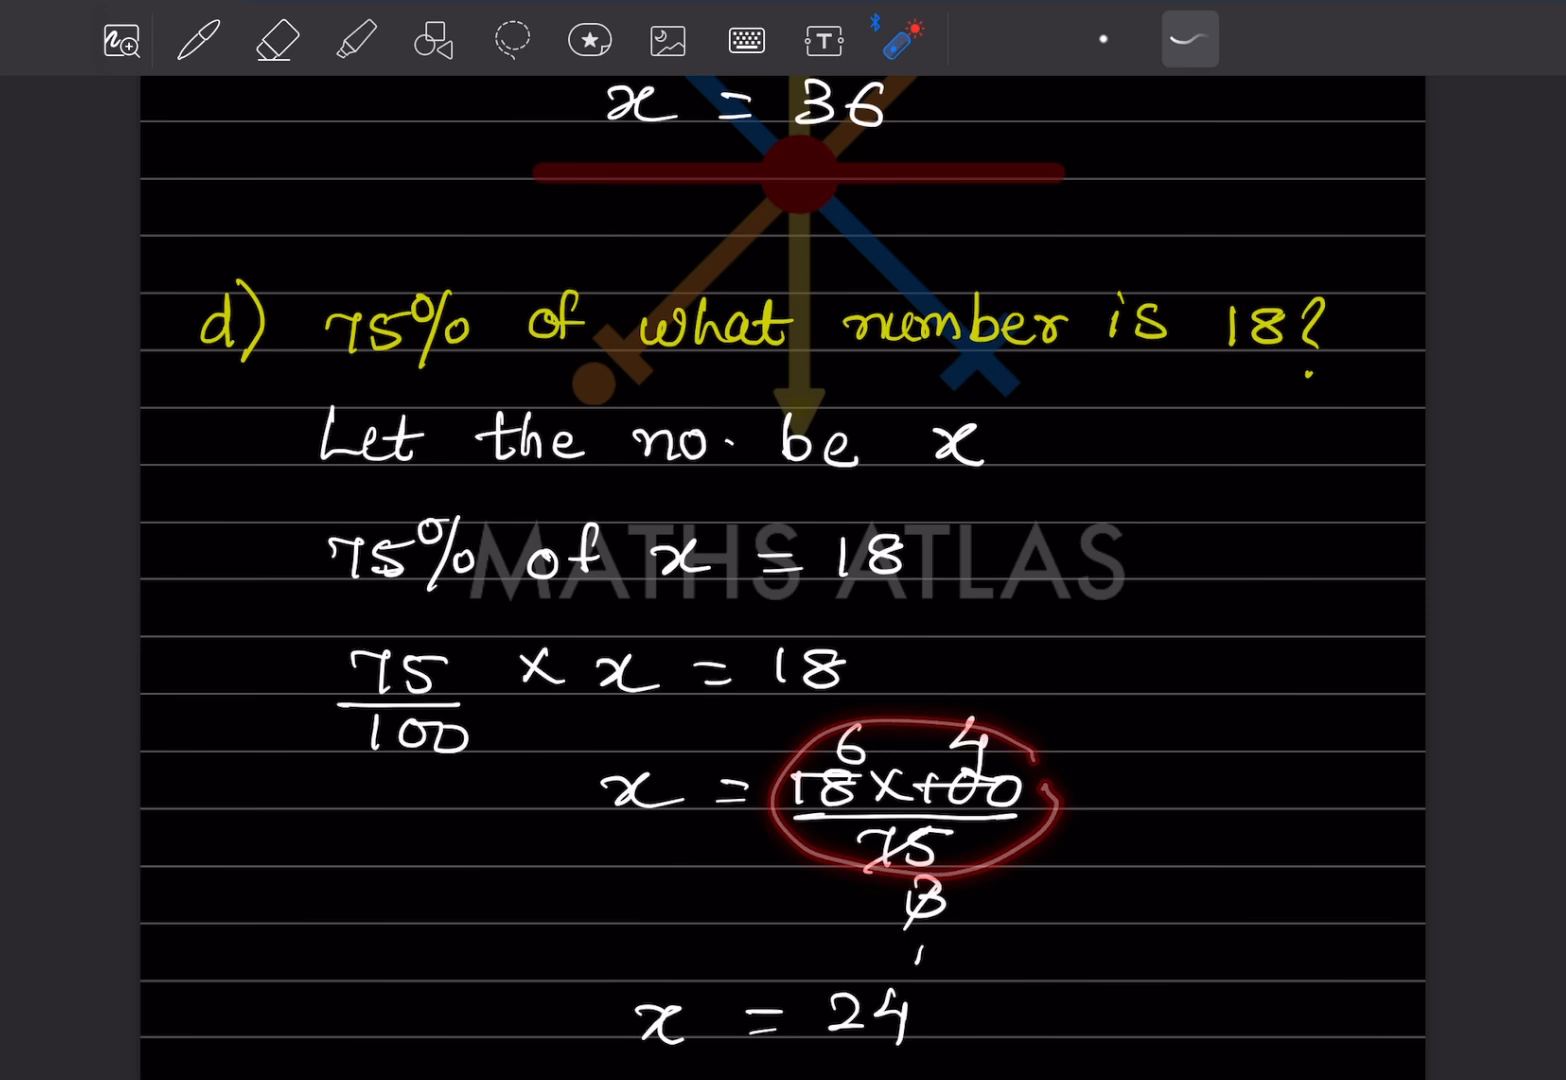 x = 36
d) 75% of what number is 18?
Let the no. be x
75% of x = 18
MATHS ATLAS
75/100 × x = 18
6 4
x = 18×100/75
3
1
x = 24